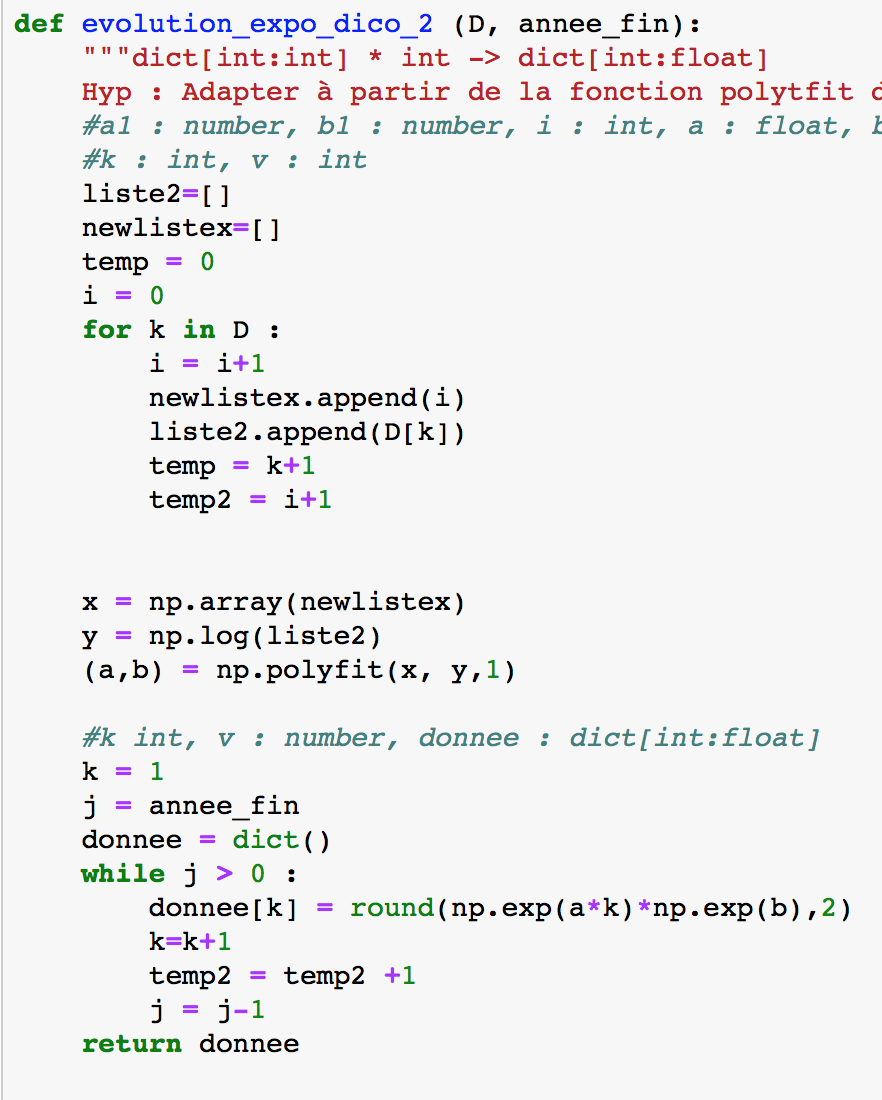 def evolution_expo_dico_2 (D, annee_fin):
    """dict[int:int] * int -> dict[int:float]
    Hyp : Adapter à partir de la fonction polytfit
    #a1 : number, b1 : number, i : int, a : float,
    #k : int, v : int
    liste2=[]
    newlistex=[]
    temp = 0
    i = 0
    for k in D :
        i = i+1
        newlistex.append(i)
        liste2.append(D[k])
        temp = k+1
        temp2 = i+1
    x = np.array(newlistex)
    y = np.log(liste2)
    (a,b) = np.polyfit(x, y,1)
    #k int, v : number, donnee : dict[int:float]
    k = 1
    j = annee_fin
    donnee = dict()
    while j > 0 :
        donnee[k] = round(np.exp(a*k)*np.exp(b),2)
        k=k+1
        temp2 = temp2 +1
        j = j-1
    return donnee